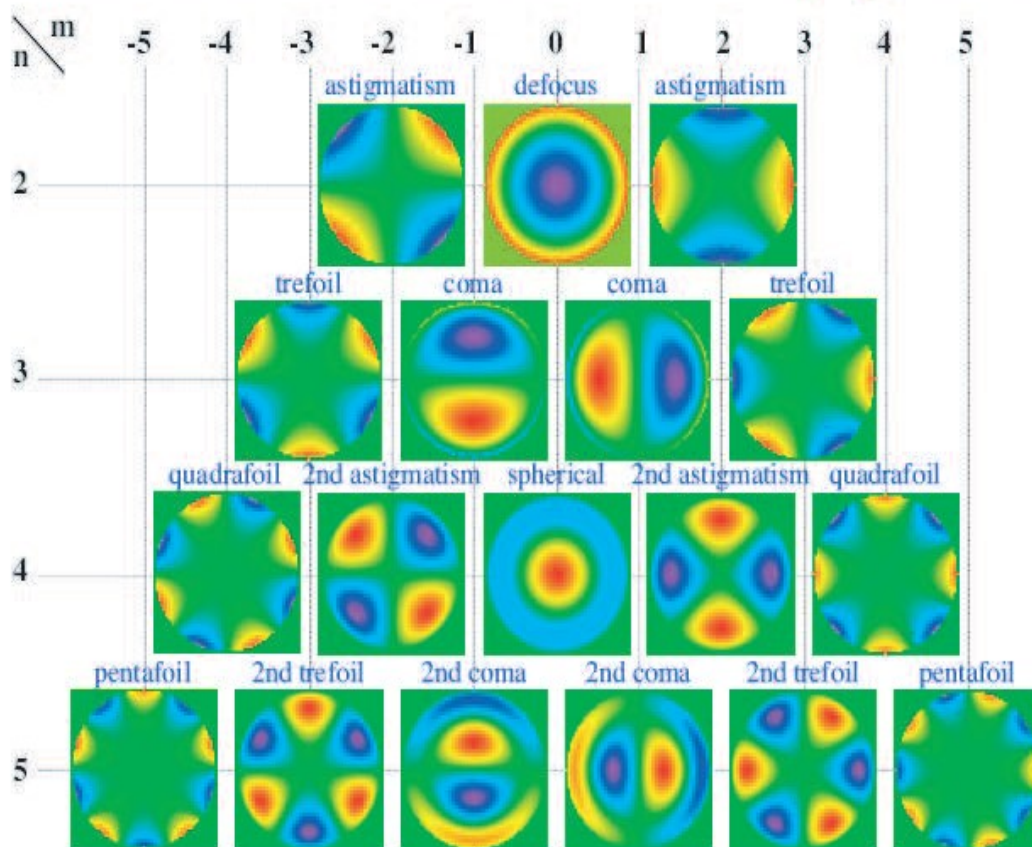 m
n
-5 -4 -3 -2 -1 0 1 2 3 4 5
astigmatism defocus astigmatism
2
trefoil coma coma trefoil
3
quadrafoil 2nd astigmatism spherical 2nd astigmatism quadrafoil
4
pentafoil 2nd trefoil 2nd coma 2nd coma 2nd trefoil pentafoil
5